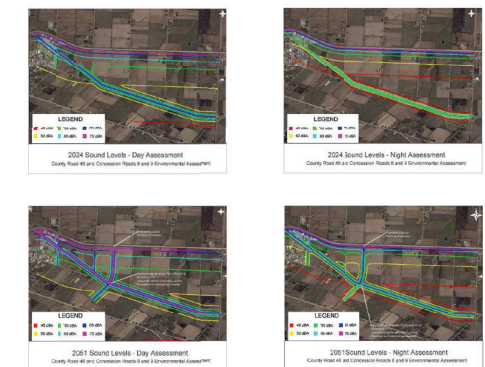 LEGEND
45 dBA 55 dBA 65 dBA
50 dBA 60 dBA 70 dBA
2024 Sound Levels - Day Assessment
County Road 46 and Concession Roads 8 and 9 Environmental Assessment
LEGEND
45 dBA 55 dBA 65 dBA
50 dBA 60 dBA 70 dBA
2024 Sound Levels - Night Assessment
County Road 46 and Concession Roads 8 and 9 Environmental Assessment
LEGEND
45 dBA 55 dBA 65 dBA
50 dBA 60 dBA 70 dBA
2051 Sound Levels - Day Assessment
County Road 46 and Concession Roads 8 and 9 Environmental Assessment
LEGEND
45 dBA 55 dBA 65 dBA
50 dBA 60 dBA 70 dBA
2051Sound Levels - Night Assessment
County Road 46 and Concession Roads 8 and 9 Environmental Assessment